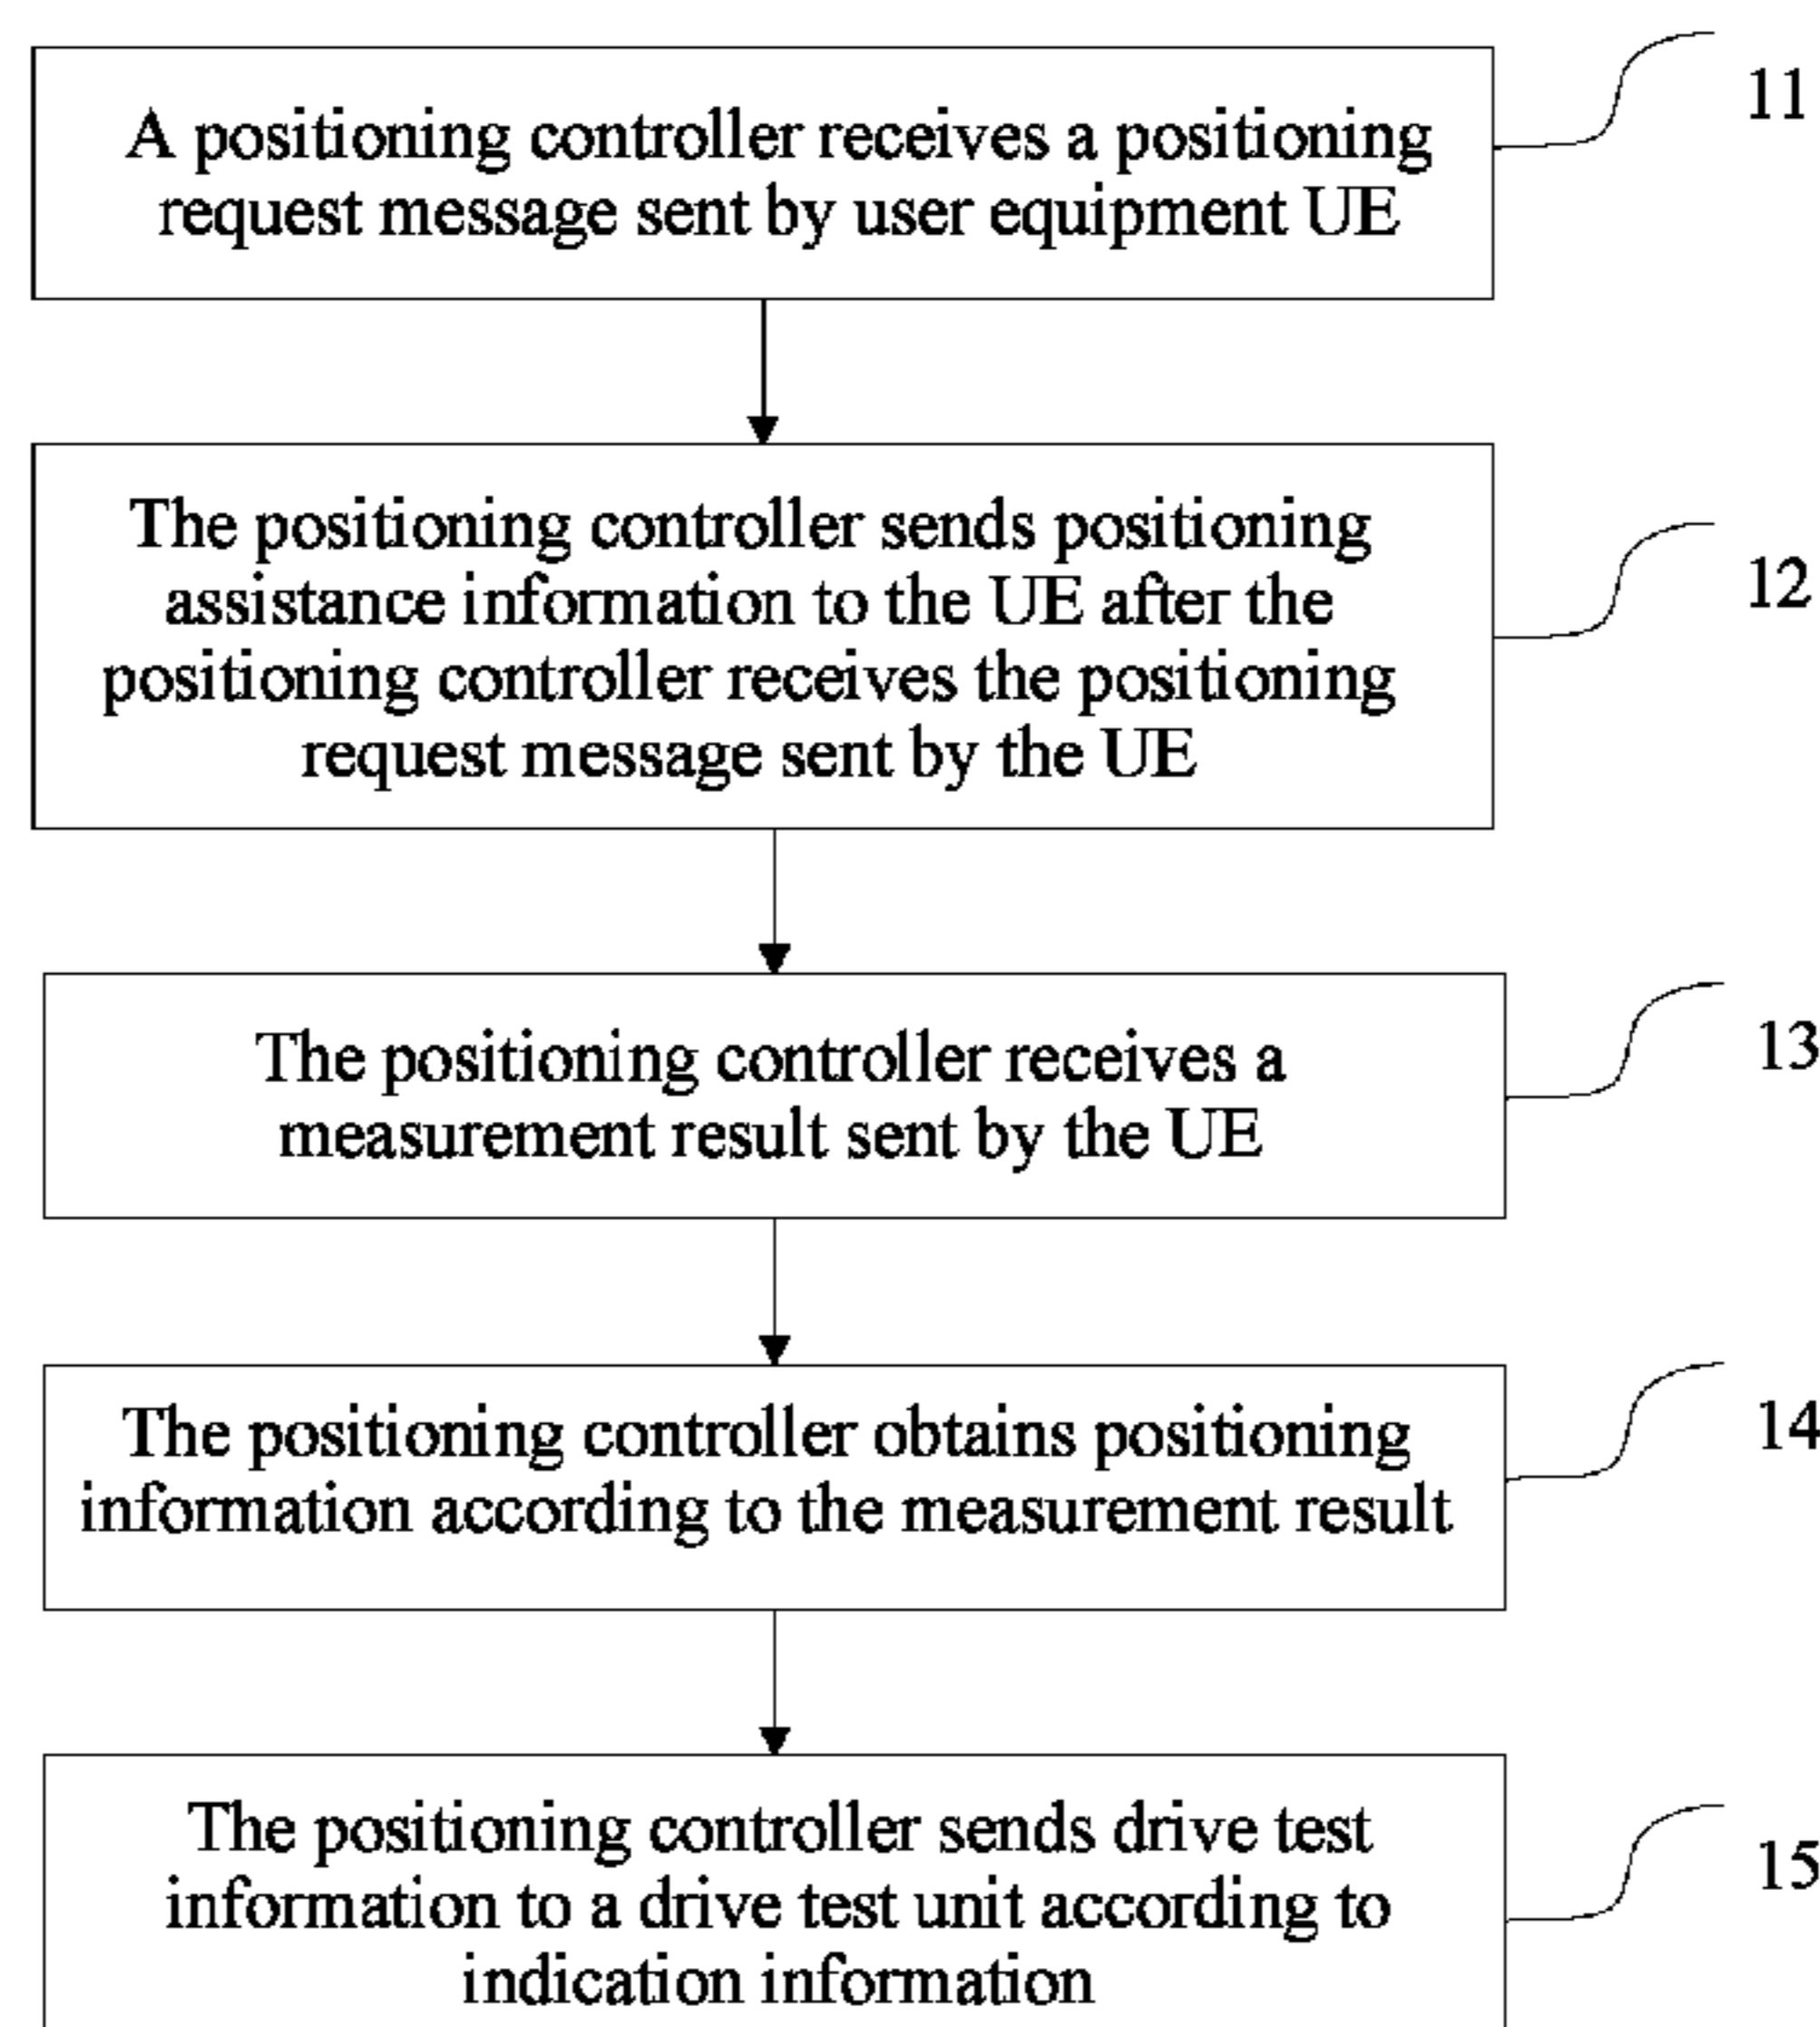 A positioning controller receives a positioning
request message sent by user equipment UE
11
The positioning controller sends positioning
assistance information to the UE after the
positioning controller receives the positioning
request message sent by the UE
12
The positioning controller receives a
measurement result sent by the UE
13
The positioning controller obtains positioning
information according to the measurement result
14
The positioning controller sends drive test
information to a drive test unit according to
indication information
15